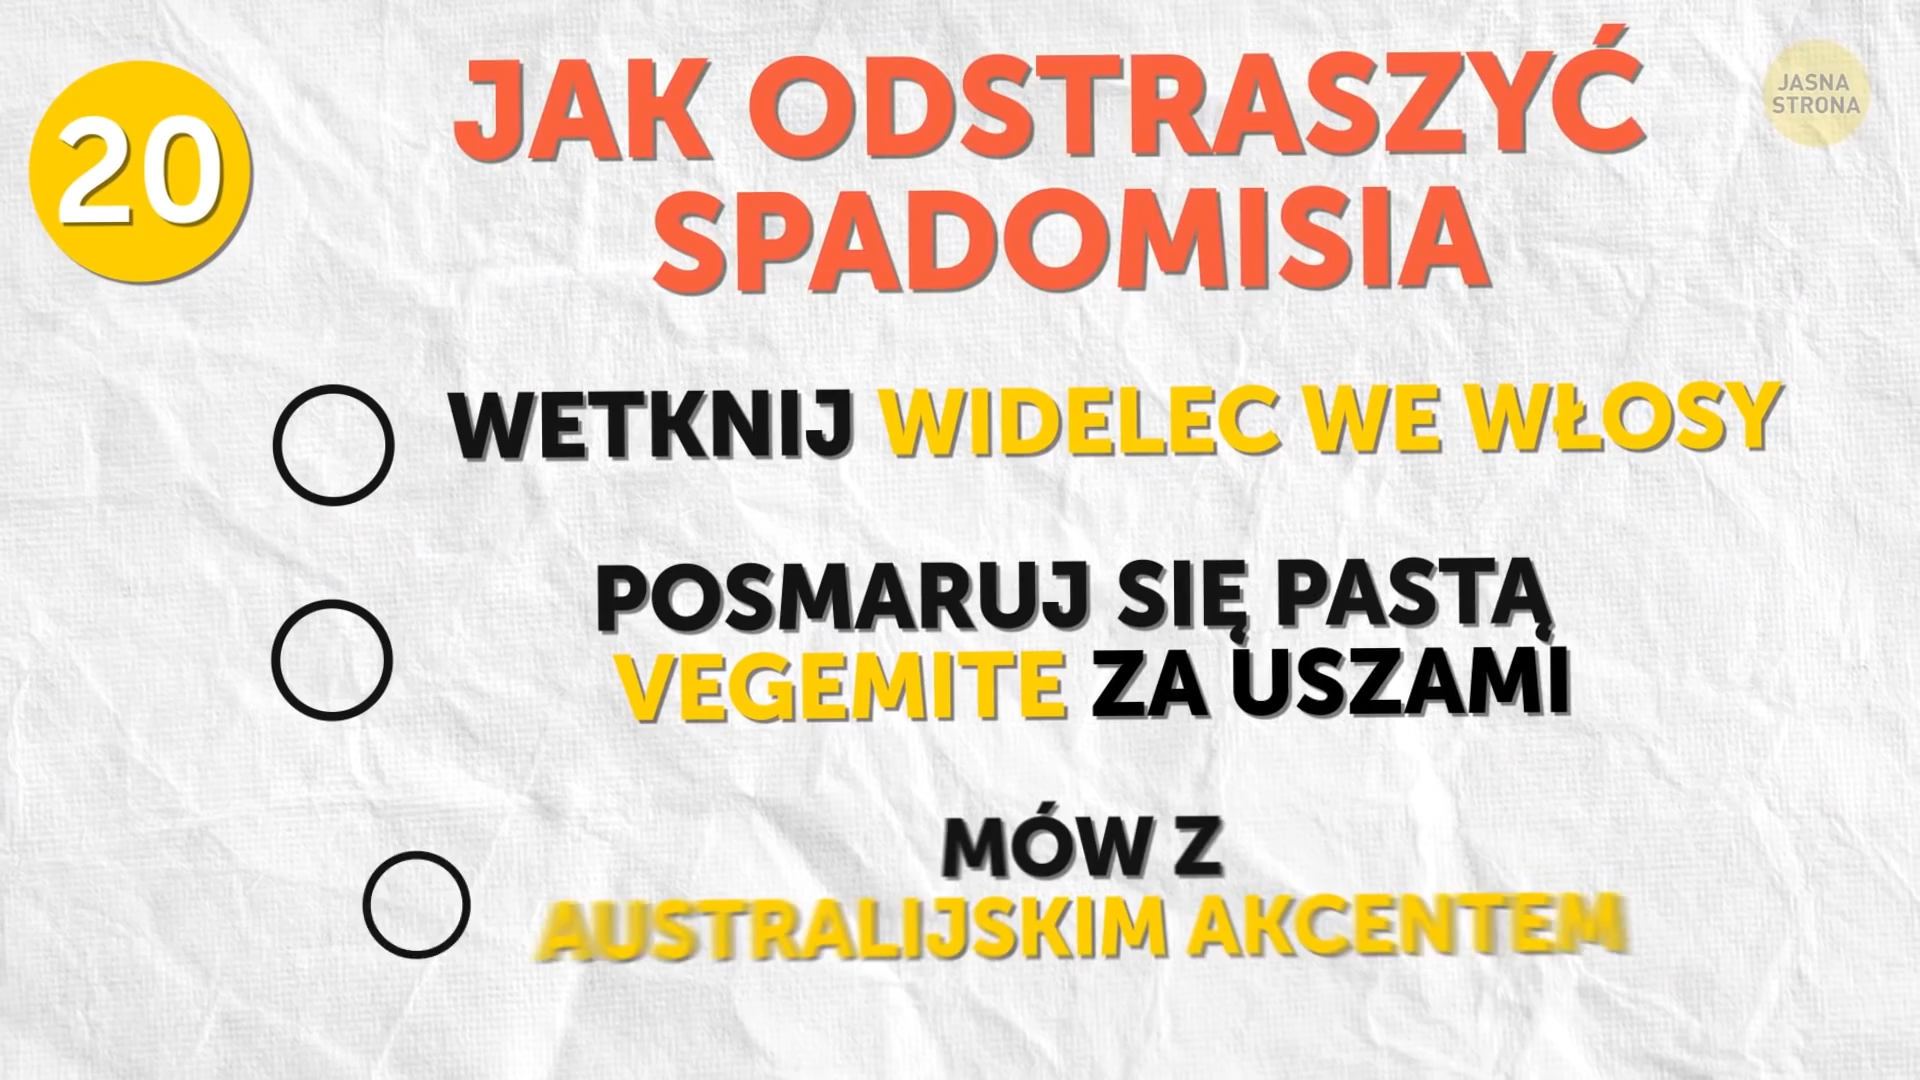 20
JAK ODSTRASZYĆ
SPADOMISIA
JASNA
STRONA
WETKNIJ WIDELEC WE WŁOSY
POSMARUJ SIĘ PASTĄ
VEGEMITE ZA USZAMI
MÓW Z
AUSTRALIJSKIM AKCENTEM